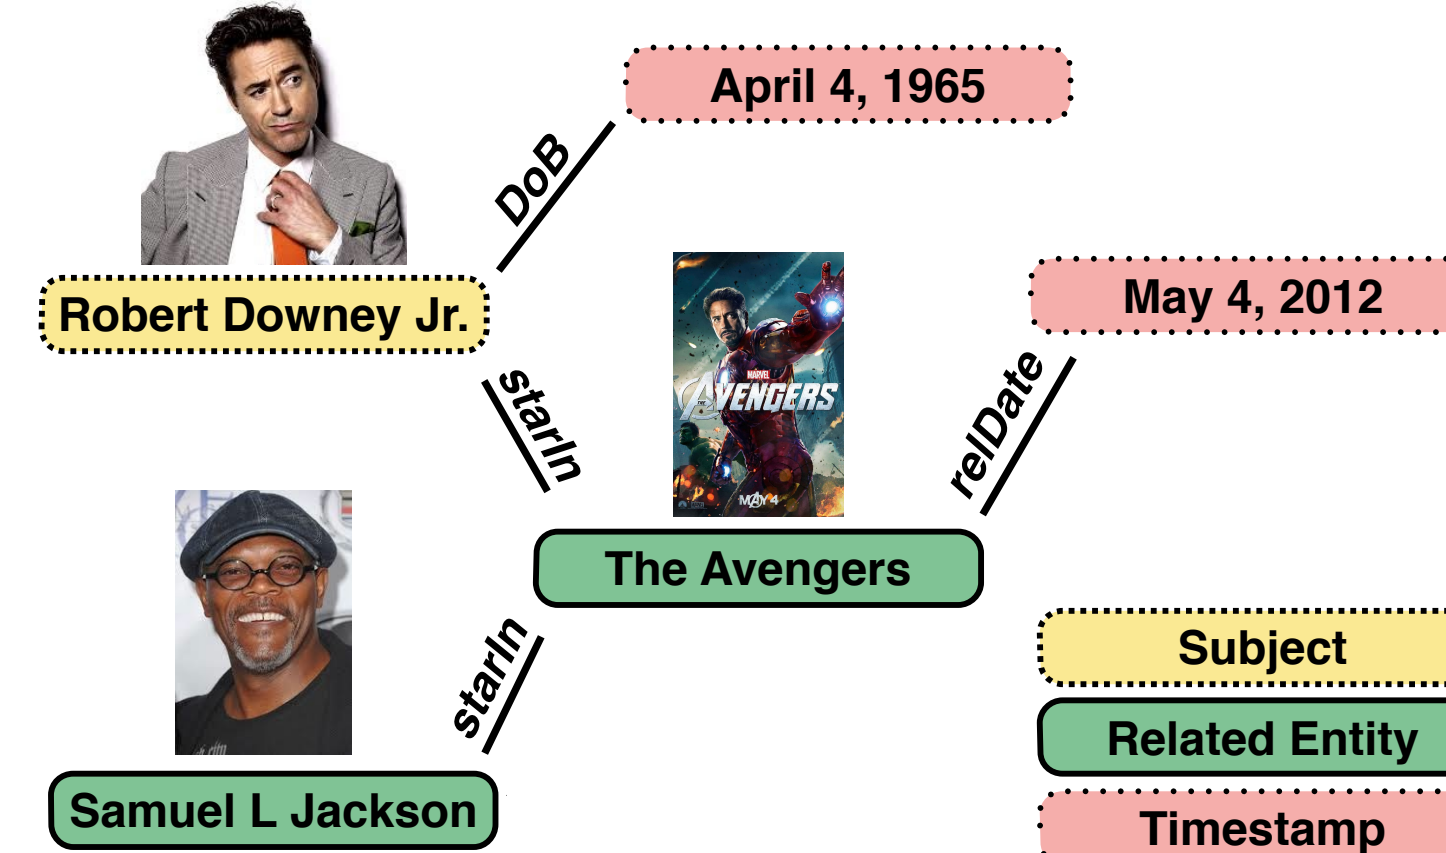 April 4, 1965
DoB
Robert Downey Jr.
May 4, 2012
starIn
relDate
MARVEL
THE AVENGERS
MAY 4
The Avengers
starIn
Subject
Related Entity
Samuel L Jackson
Timestamp